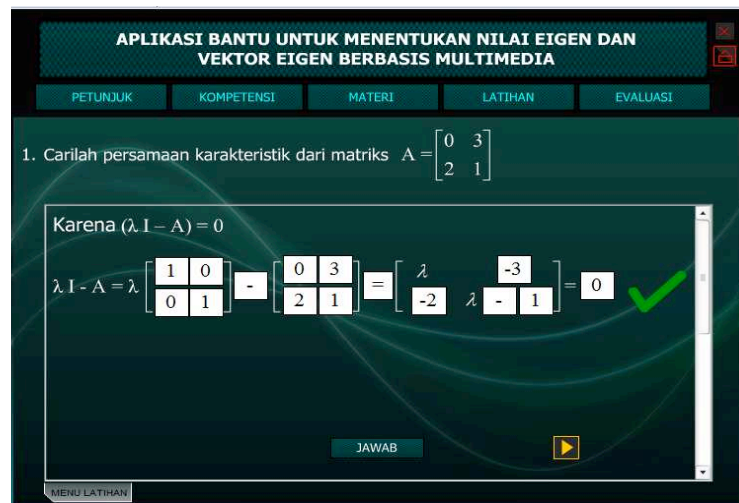 APLIKASI BANTU UNTUK MENENTUKAN NILAI EIGEN DAN
VEKTOR EIGEN BERBASIS MULTIMEDIA
PETUNJUK KOMPETENSI MATERI LATIHAN EVALUASI
1. Carilah persamaan karakteristik dari matriks A = [0 3
2 1]
Karena (λ I – A) = 0
λ I - A = λ [1 0 - [0 3 = [λ -3 = 0
0 1] 2 1] -2 λ - 1]
JAWAB
MENU LATIHAN